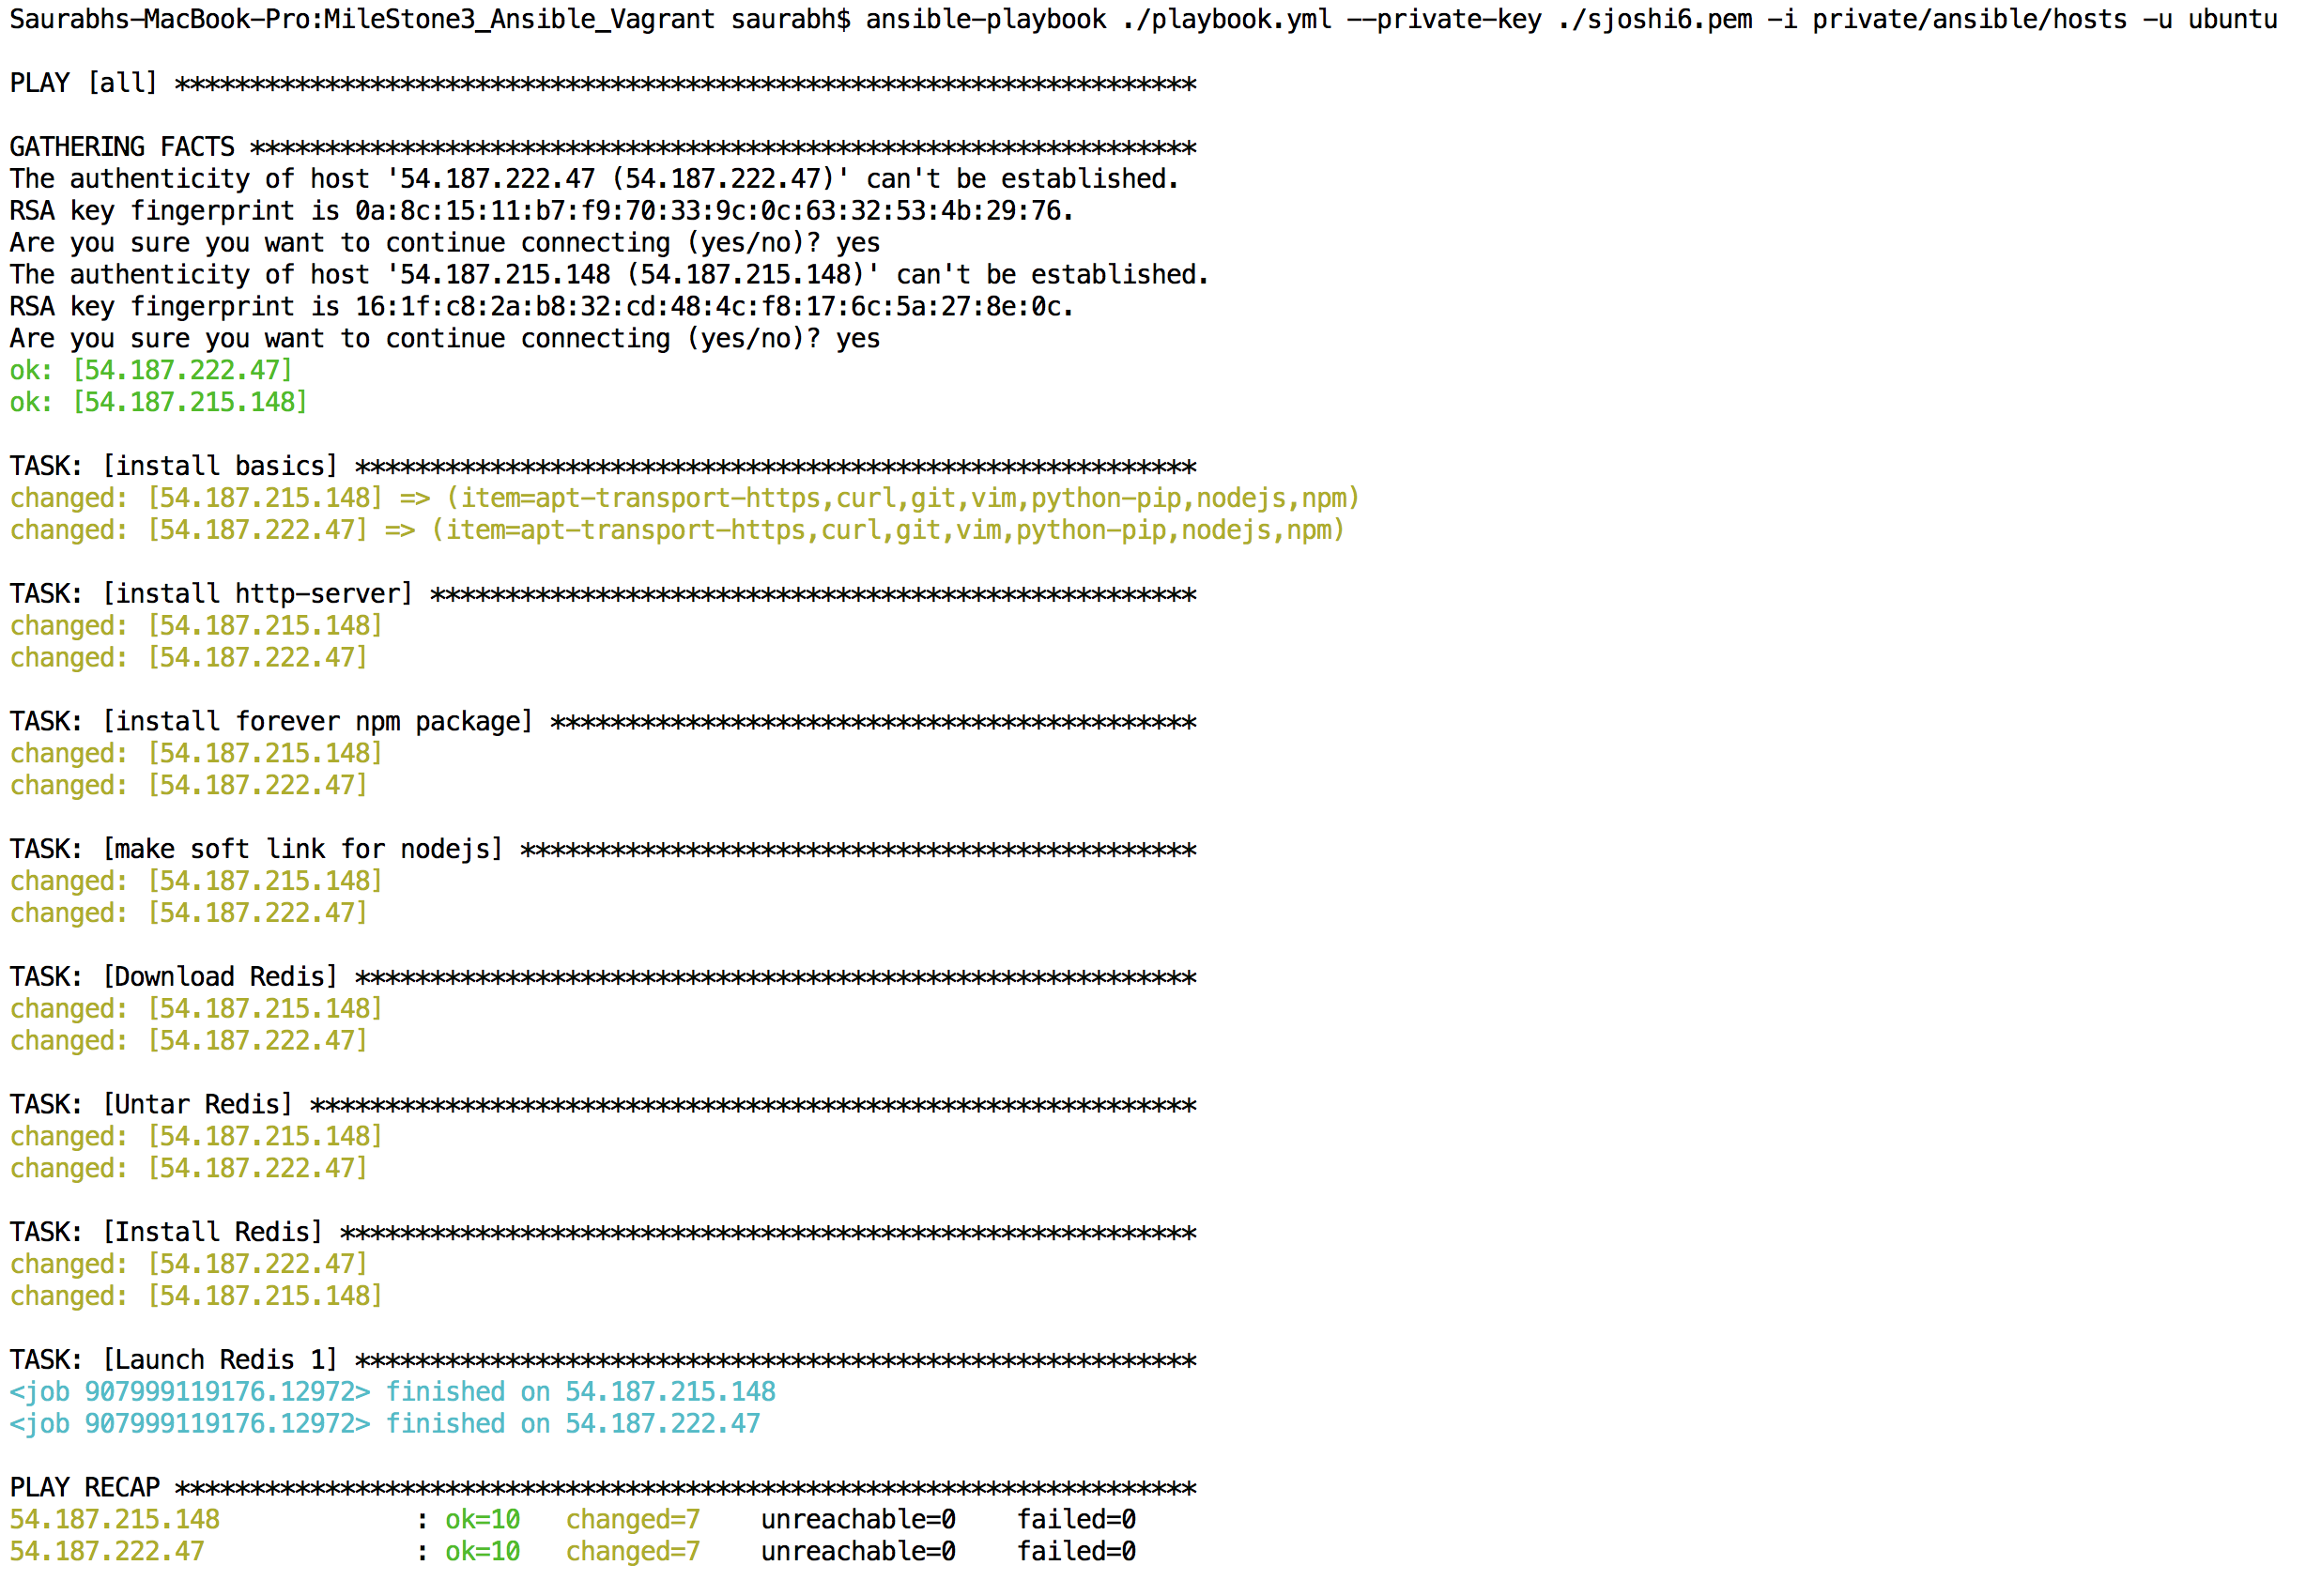 Saurabhs-MacBook-Pro:MileStone3_Ansible_Vagrant saurabh$ ansible-playbook ./playbook.yml --private-key ./sjoshi6.pem -i private/ansible/hosts -u ubuntu
PLAY [all] ********************************************************************
GATHERING FACTS ***************************************************************
The authenticity of host '54.187.222.47 (54.187.222.47)' can't be established.
RSA key fingerprint is 0a:8c:15:11:b7:f9:70:33:9c:0c:63:32:53:4b:29:76.
Are you sure you want to continue connecting (yes/no)? yes
The authenticity of host '54.187.215.148 (54.187.215.148)' can't be established.
RSA key fingerprint is 16:1f:c8:2a:b8:32:cd:48:4c:f8:17:6c:5a:27:8e:0c.
Are you sure you want to continue connecting (yes/no)? yes
ok: [54.187.222.47]
ok: [54.187.215.148]
TASK: [install basics] ********************************************************
changed: [54.187.215.148] => (item=apt-transport-https,curl,git,vim,python-pip,nodejs,npm)
changed: [54.187.222.47] => (item=apt-transport-https,curl,git,vim,python-pip,nodejs,npm)
TASK: [install http-server] ***************************************************
changed: [54.187.215.148]
changed: [54.187.222.47]
TASK: [install forever npm package] *******************************************
changed: [54.187.215.148]
changed: [54.187.222.47]
TASK: [make soft link for nodejs] *********************************************
changed: [54.187.215.148]
changed: [54.187.222.47]
TASK: [Download Redis] ********************************************************
changed: [54.187.215.148]
changed: [54.187.222.47]
TASK: [Untar Redis] ***********************************************************
changed: [54.187.215.148]
changed: [54.187.222.47]
TASK: [Install Redis] *********************************************************
changed: [54.187.222.47]
changed: [54.187.215.148]
TASK: [Launch Redis 1] ********************************************************
<job 907999119176.12972> finished on 54.187.215.148
<job 907999119176.12972> finished on 54.187.222.47
PLAY RECAP ********************************************************************
54.187.215.148             : ok=10   changed=7    unreachable=0    failed=0
54.187.222.47              : ok=10   changed=7    unreachable=0    failed=0